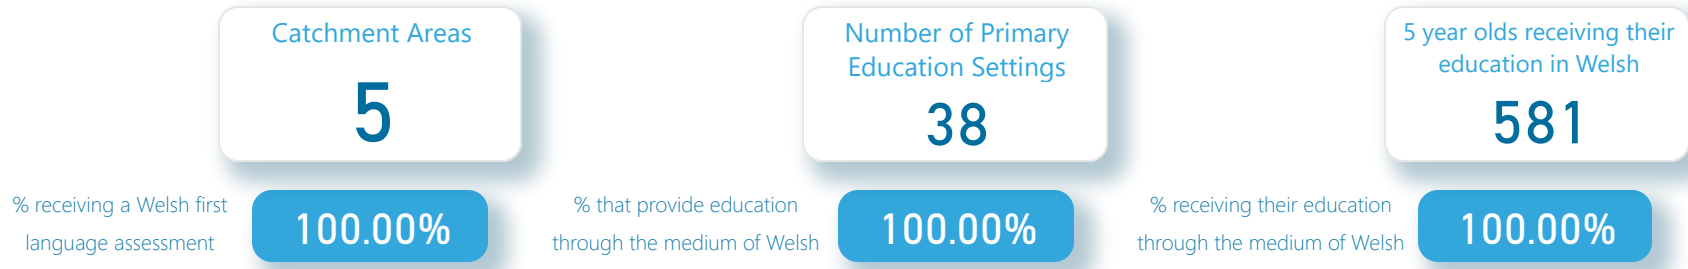 Catchment Areas
5
Number of Primary
Education Settings
38
5 year olds receiving their
education in Welsh
581
% receiving a Welsh first
language assessment
100.00%
% that provide education
through the medium of Welsh
100.00%
% receiving their education
through the medium of Welsh
100.00%